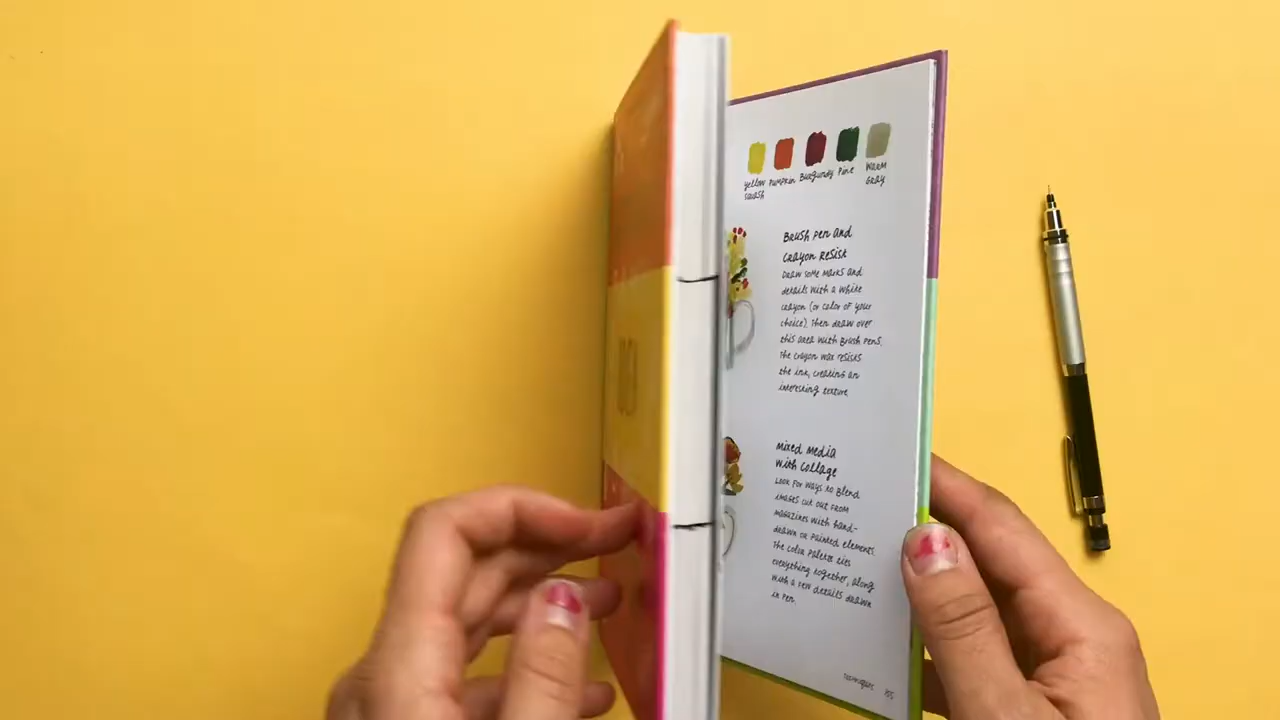 Yellow Squash
Pumpkin
Burgundy
Pine
Warm Gray
Brush Pen and
Crayon Resist
Draw some marks and
details with a white
crayon (or color of your
choice). Then draw over
this area with brush pens.
The crayon wax resists
the ink, creating an
interesting texture
Mixed Media
with Collage
Look for ways to blend
images cut out from
magazines with hand-
drawn or painted elements.
The color palette ties
everything together, along
with a few details drawn
in pen.
Techniques